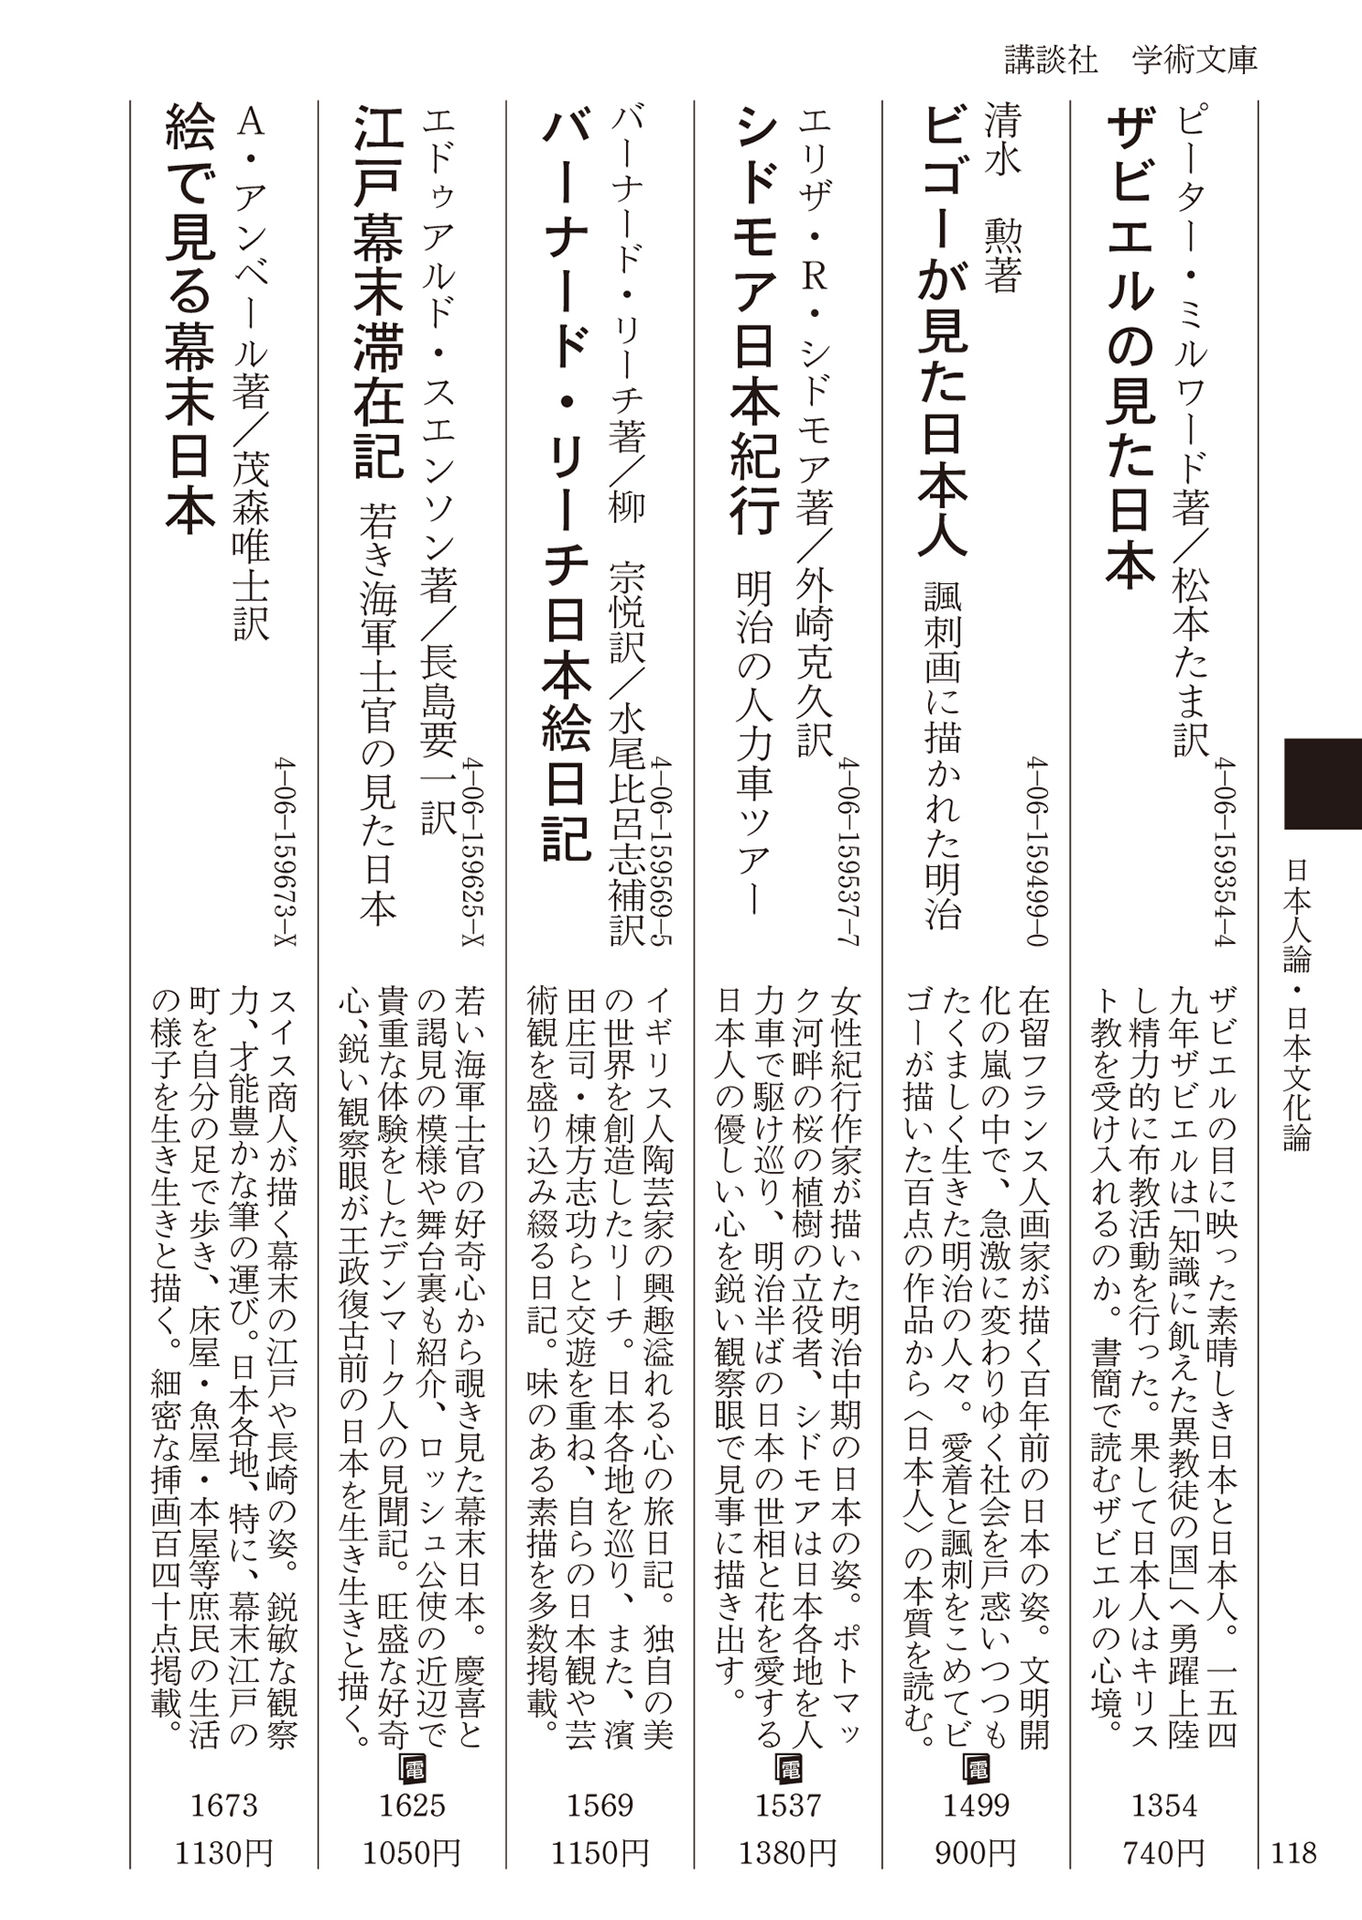 講談社　学術文庫
日本人論・日本文化論
118
ピーター・ミルワード著／松本たま訳
ザビエルの見た日本
4-06-159354-4
ザビエルの目に映った素晴しき日本と日本人。一五四
九年ザビエルは「知識に飢えた異教徒の国」へ勇躍上陸
し精力的に布教活動を行った。果して日本人はキリス
ト教を受け入れるのか。書簡で読むザビエルの心境。
1354
740円
清水　勲著
ビゴーが見た日本人　諷刺画に描かれた明治
4-06-159499-0
在留フランス人画家が描く百年前の日本の姿。文明開
化の嵐の中で、急激に変わりゆく社会を戸惑いつつも
たくましく生きた明治の人々。愛着と諷刺をこめてビ
ゴーが描いた百点の作品から〈日本人〉の本質を読む。
電
1499
900円
エリザ・R・シドモア著／外崎克久訳
シドモア日本紀行　明治の人力車ツアー
4-06-159537-7
女性紀行作家が描いた明治中期の日本の姿。ポトマッ
ク河畔の桜の植樹の立役者、シドモアは日本各地を人
力車で駆け巡り、明治半ばの日本の世相と花を愛する
日本人の優しい心を鋭い観察眼で見事に描き出す。
電
1537
1380円
バーナード・リーチ著／柳　宗悦訳／水尾比呂志補訳
バーナード・リーチ日本絵日記
4-06-159569-5
イギリス人陶芸家の興趣溢れる心の旅日記。独自の美
の世界を創造したリーチ。日本各地を巡り、また、濱
田庄司・棟方志功らと交遊を重ね、自らの日本観や芸
術観を盛り込み綴る日記。味のある素描を多数掲載。
1569
1150円
エドゥアルド・スエンソン著／長島要一訳
江戸幕末滞在記　若き海軍士官の見た日本
4-06-159625-X
若い海軍士官の好奇心から覗き見た幕末日本。慶喜と
の謁見の模様や舞台裏も紹介、ロッシュ公使の近辺で
貴重な体験をしたデンマーク人の見聞記。旺盛な好奇
心、鋭い観察眼が王政復古前の日本を生き生きと描く。
電
1625
1050円
A・アンベール著／茂森唯士訳
絵で見る幕末日本
4-06-159673-X
スイス商人が描く幕末の江戸や長崎の姿。鋭敏な観察
力、才能豊かな筆の運び。日本各地、特に、幕末江戸の
町を自分の足で歩き、床屋・魚屋・本屋等庶民の生活
の様子を生き生きと描く。細密な挿画百四十点掲載。
1673
1130円